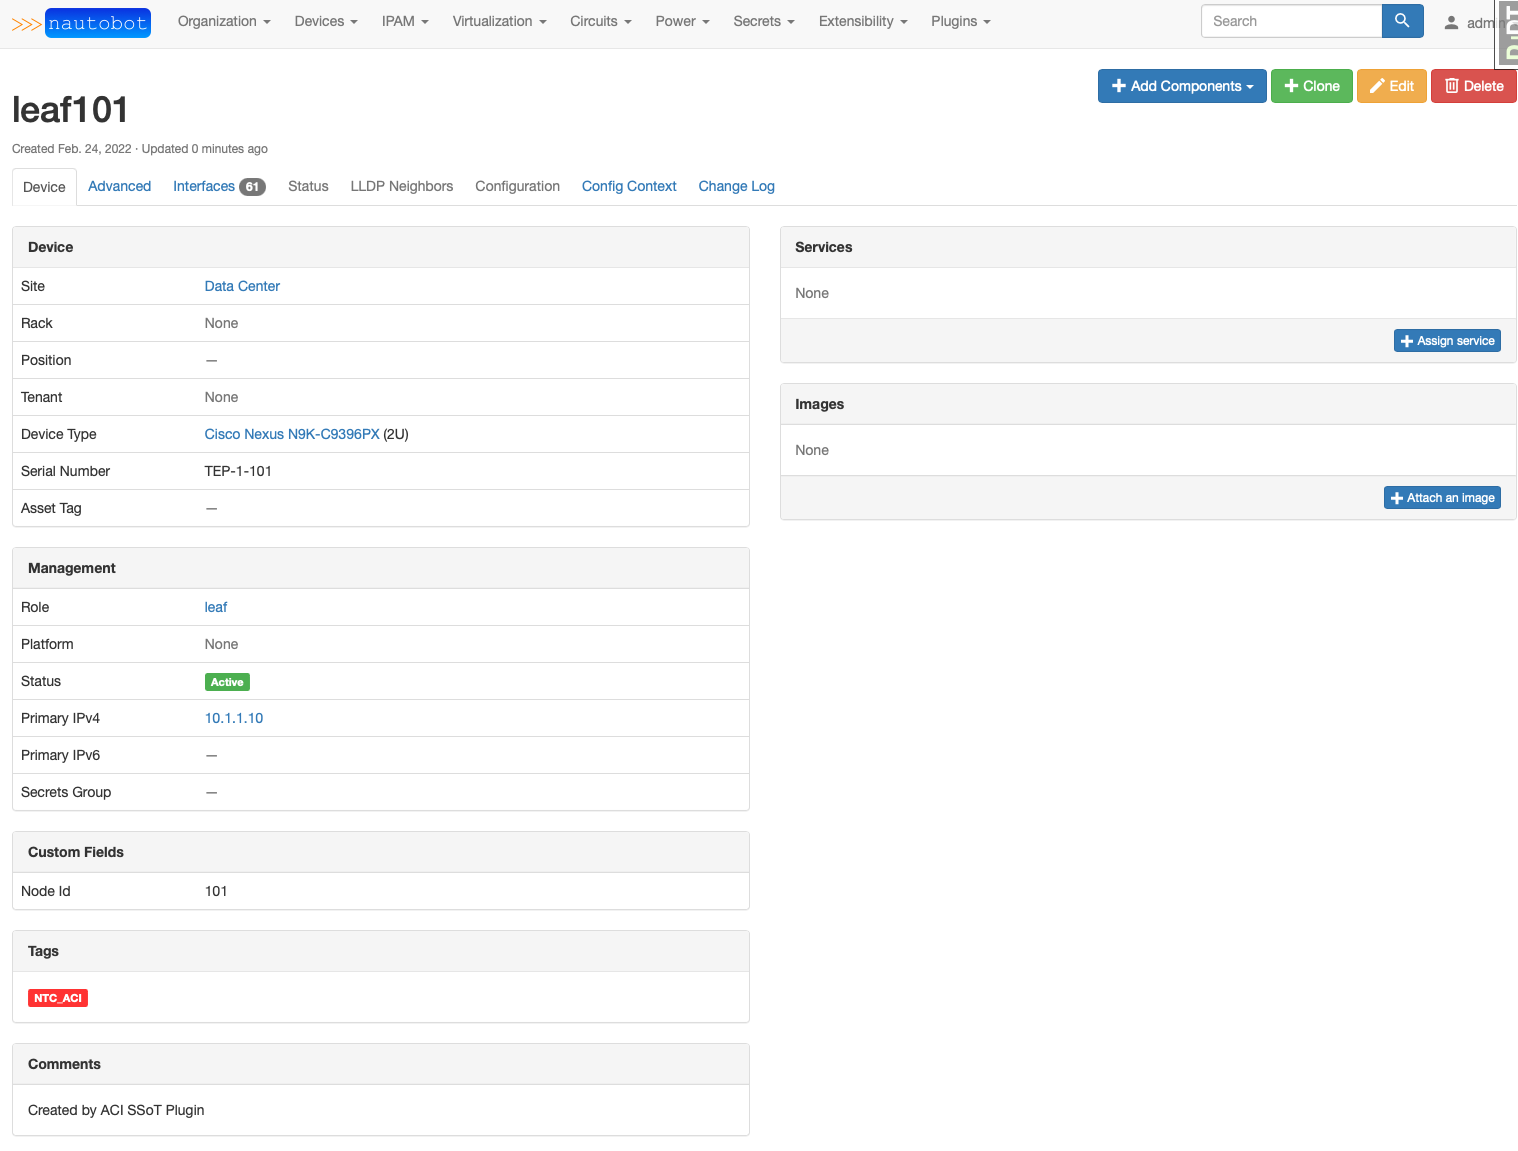 >>> nautobot Organization Devices IPAM Virtualization Circuits Power Secrets Extensibility Plugins Search admin
DjDT
Add Components Clone Edit Delete
leaf101
Created Feb. 24, 2022 · Updated 0 minutes ago
Device Advanced Interfaces 61 Status LLDP Neighbors Configuration Config Context Change Log
Device
Site Data Center
Rack None
Position —
Tenant None
Device Type Cisco Nexus N9K-C9396PX (2U)
Serial Number TEP-1-101
Asset Tag —
Management
Role leaf
Platform None
Status Active
Primary IPv4 10.1.1.10
Primary IPv6 —
Secrets Group —
Custom Fields
Node Id 101
Tags
NTC_ACI
Comments
Created by ACI SSoT Plugin
Services
None
Assign service
Images
None
Attach an image